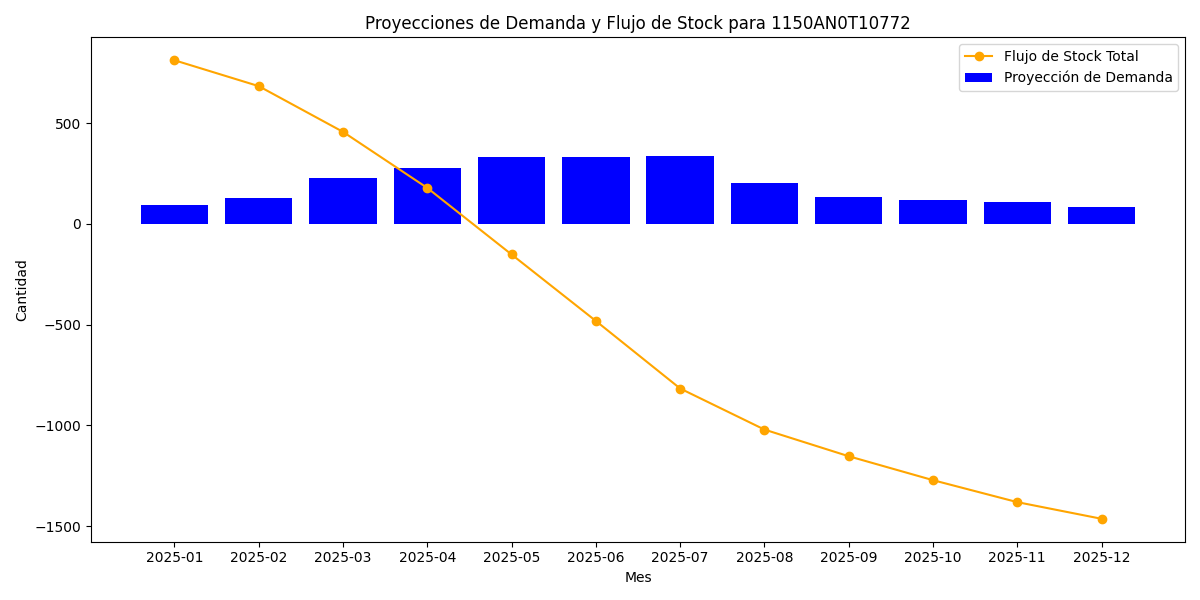 Proyecciones de Demanda y Flujo de Stock para 1150AN0T10772
Flujo de Stock Total
Proyección de Demanda
Cantidad
500
0
−500
−1000
−1500
2025-01 2025-02 2025-03 2025-04 2025-05 2025-06 2025-07 2025-08 2025-09 2025-10 2025-11 2025-12
Mes